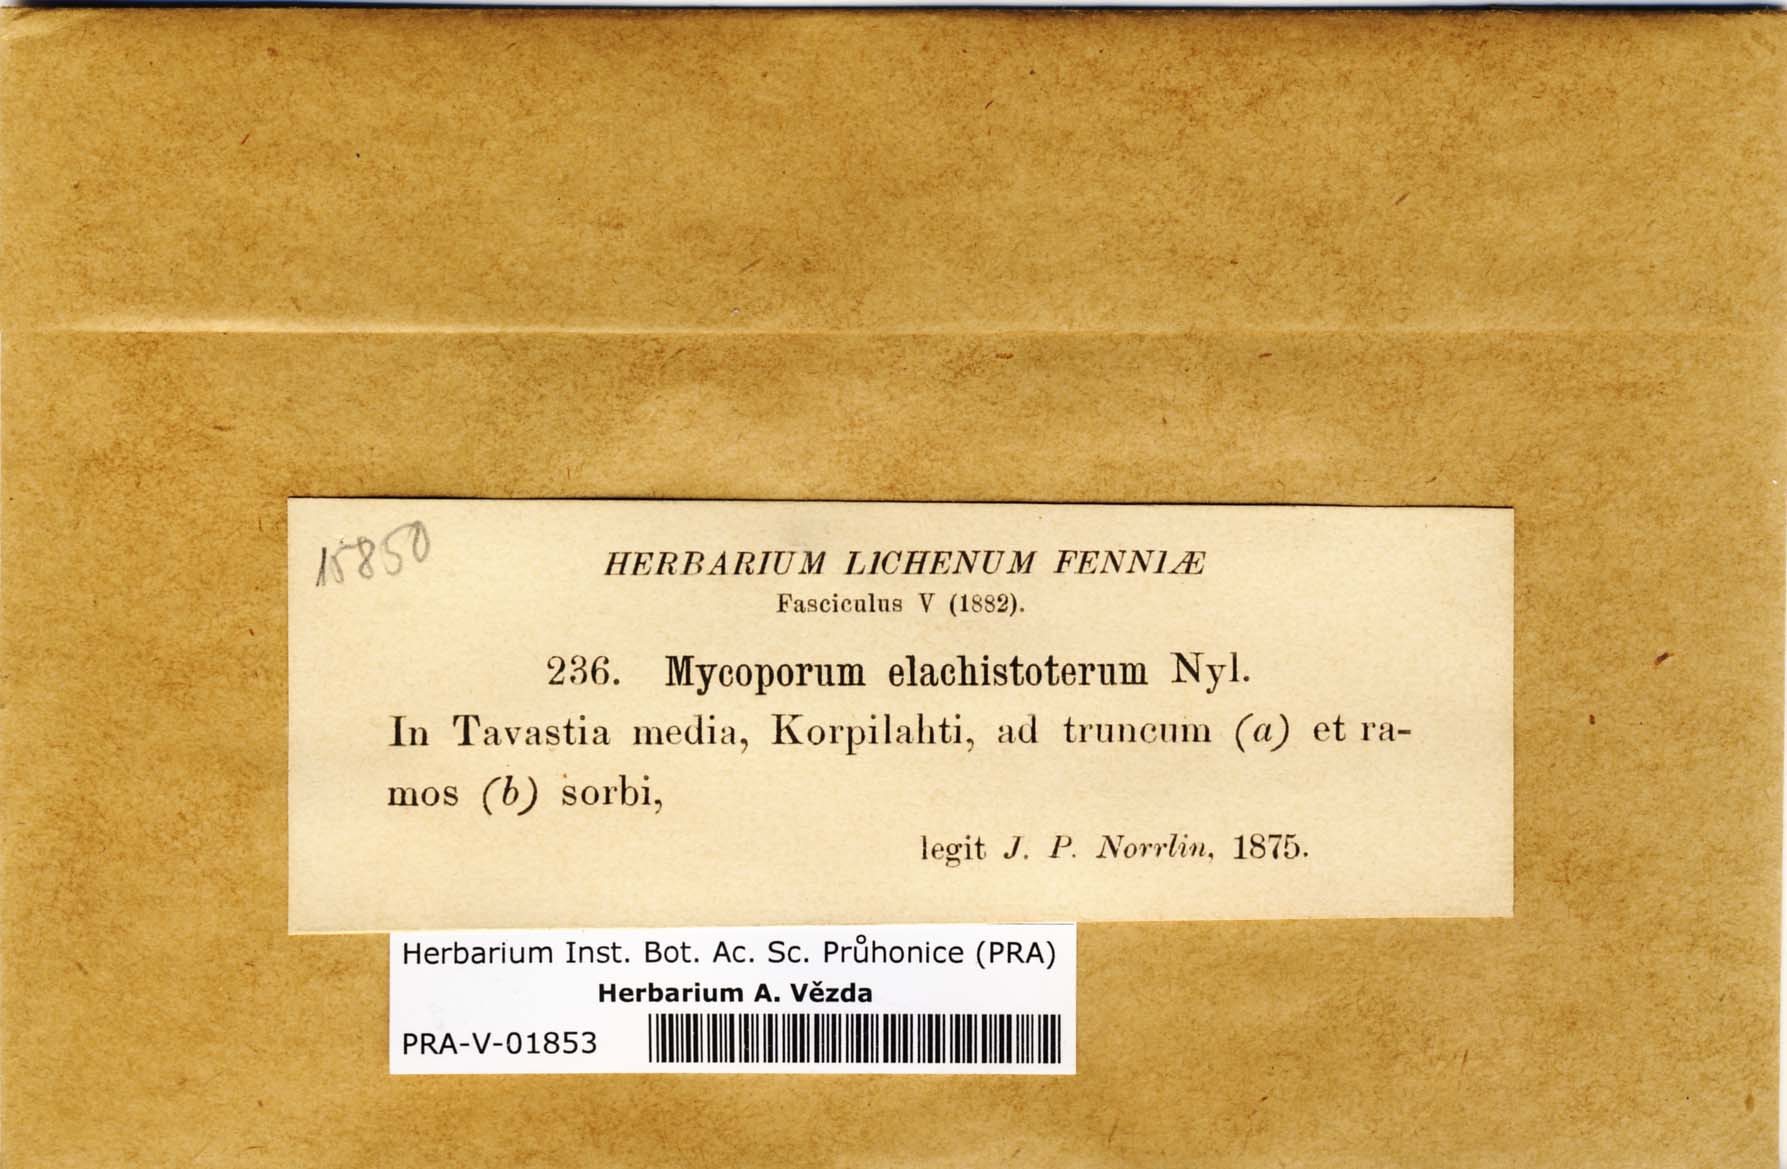 15850
HERBARIUM LICHENUM FENNIÆ
Fasciculus V (1882).
236. Mycoporum elachistoterum Nyl.
In Tavastia media, Korpilahti, ad truncum (a) et ra-
mos (b) sorbi,
legit J. P. Norrlin, 1875.
Herbarium Inst. Bot. Ac. Sc. Průhonice (PRA)
Herbarium A. Vězda
PRA-V-01853